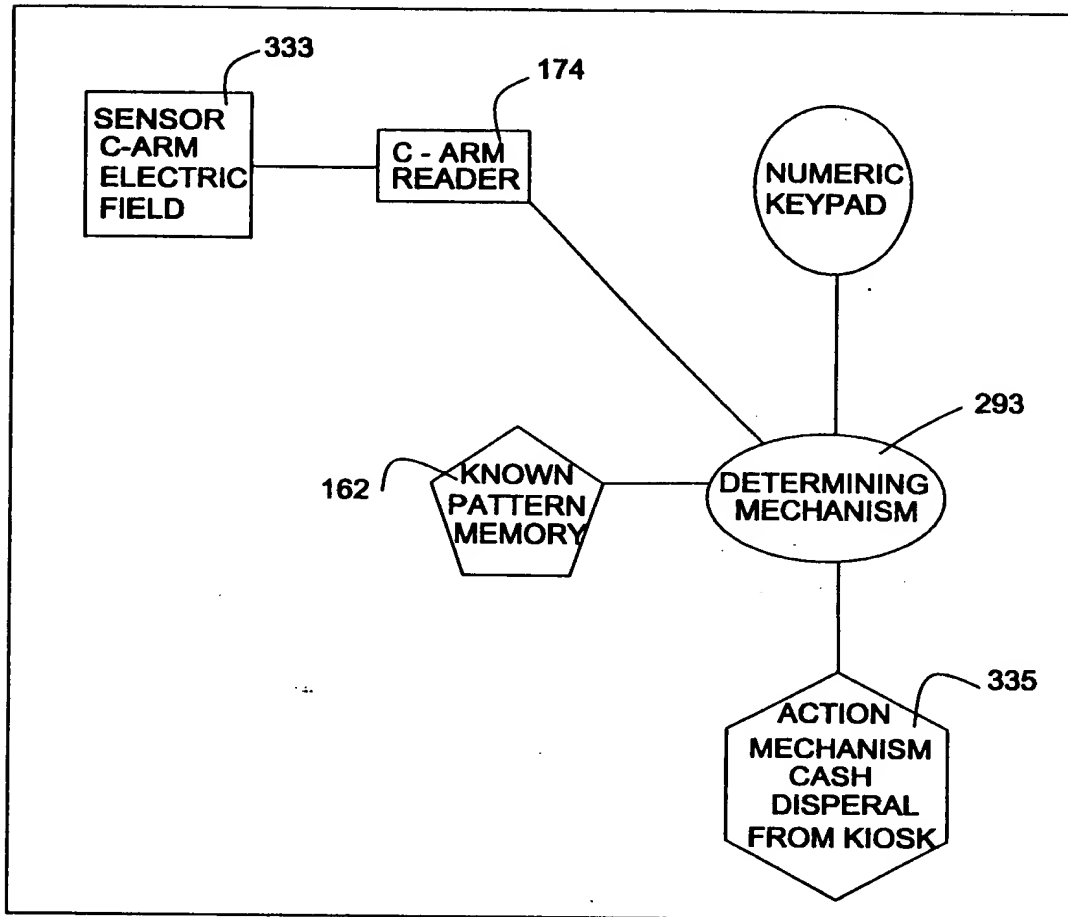 333
SENSOR
C-ARM
ELECTRIC
FIELD
174
C - ARM
READER
NUMERIC
KEYPAD
293
DETERMINING
MECHANISM
162
KNOWN
PATTERN
MEMORY
335
ACTION
MECHANISM
CASH
DISPERAL
FROM KIOSK